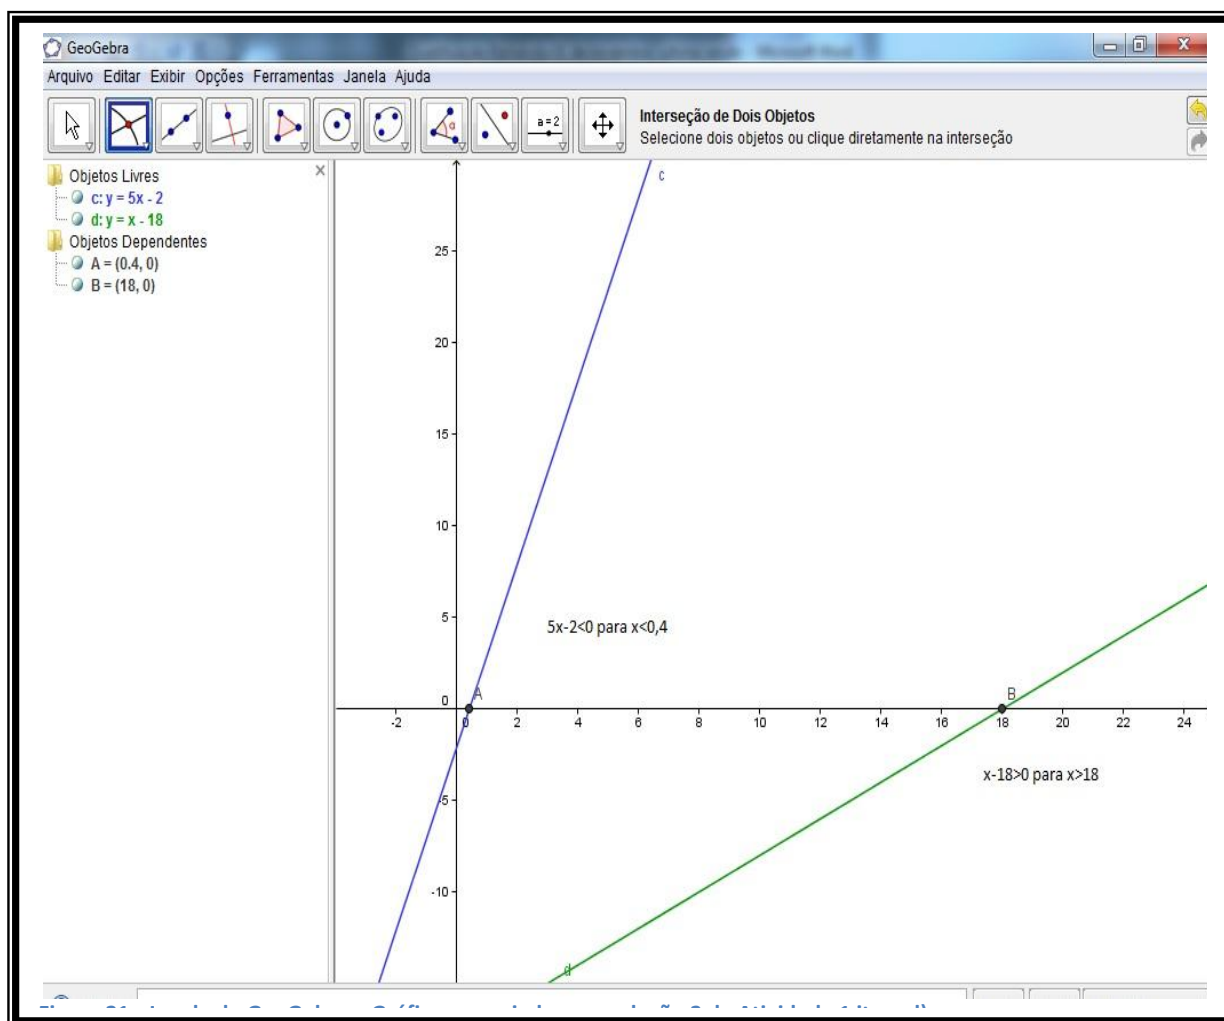 GeoGebra
Arquivo Editar Exibir Opções Ferramentas Janela Ajuda
a=2
Interseção de Dois Objetos
Selecione dois objetos ou clique diretamente na interseção
Objetos Livres
c: y = 5x - 2
d: y = x - 18
Objetos Dependentes
A = (0.4, 0)
B = (18, 0)
c
25
20
15
10
5
5x-2<0 para x<0,4
0 A B
-2 0 2 4 6 8 10 12 14 16 18 20 22 24
x-18>0 para x>18
-5
-10
d